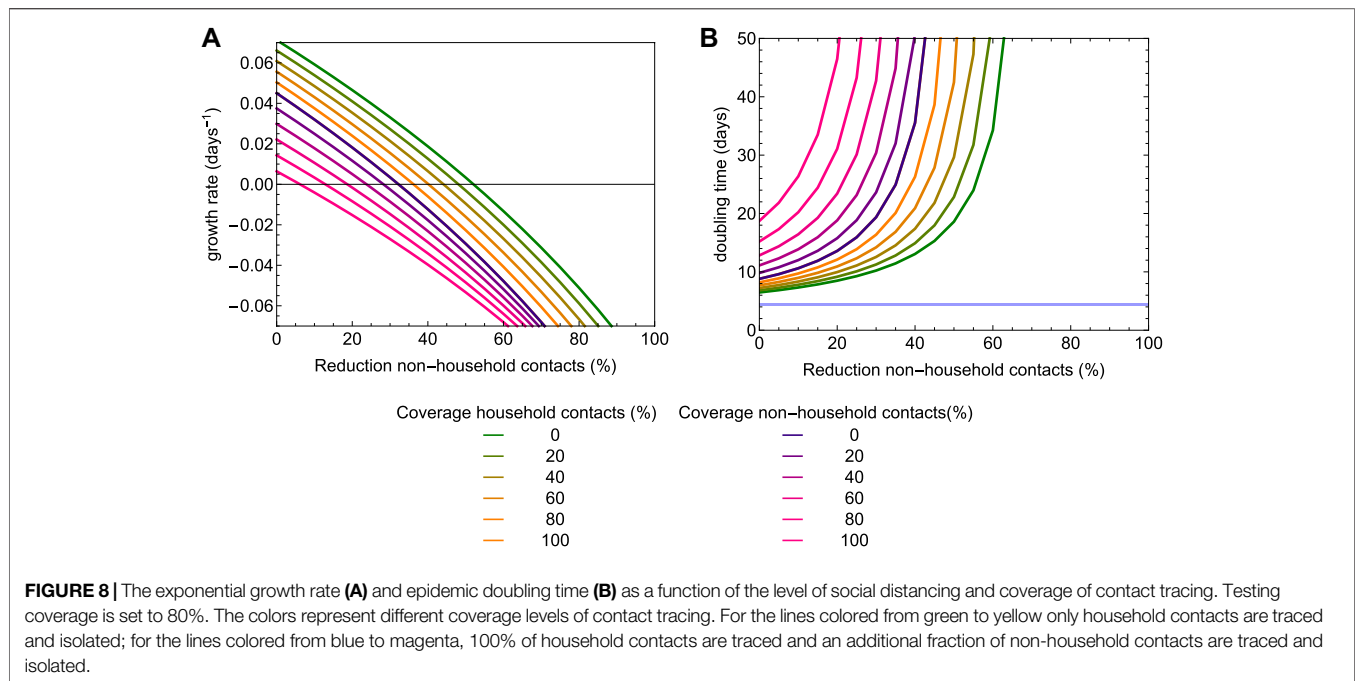 A
0.06
0.04
0.02
0.00
−0.02
−0.04
−0.06
growth rate (days−1)
0 20 40 60 80 100
Reduction non−household contacts (%)
B
50
40
30
20
10
0
doubling time (days)
0 20 40 60 80 100
Reduction non−household contacts (%)
Coverage household contacts (%) Coverage non−household contacts(%)
0 0
20 20
40 40
60 60
80 80
100 100
FIGURE 8 | The exponential growth rate (A) and epidemic doubling time (B) as a function of the level of social distancing and coverage of contact tracing. Testing
coverage is set to 80%. The colors represent different coverage levels of contact tracing. For the lines colored from green to yellow only household contacts are traced
and isolated; for the lines colored from blue to magenta, 100% of household contacts are traced and an additional fraction of non-household contacts are traced and
isolated.